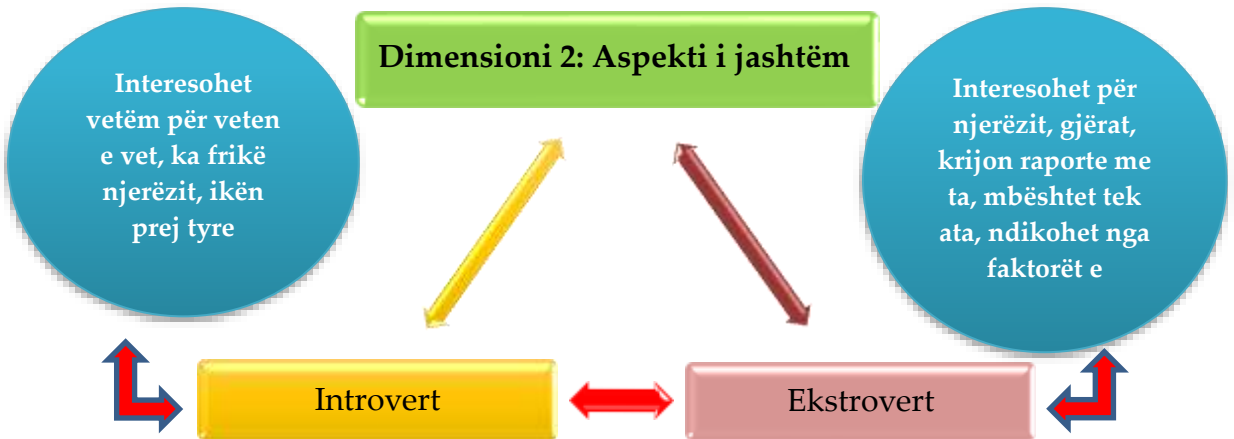 Dimensioni 2: Aspekti i jashtëm
Interesohet
vetëm për veten
e vet, ka frikë
njerëzit, ikën
prej tyre
Interesohet për
njerëzit, gjërat,
krijon raporte me
ta, mbështet tek
ata, ndikohet nga
faktorët e
Introvert
Ekstrovert